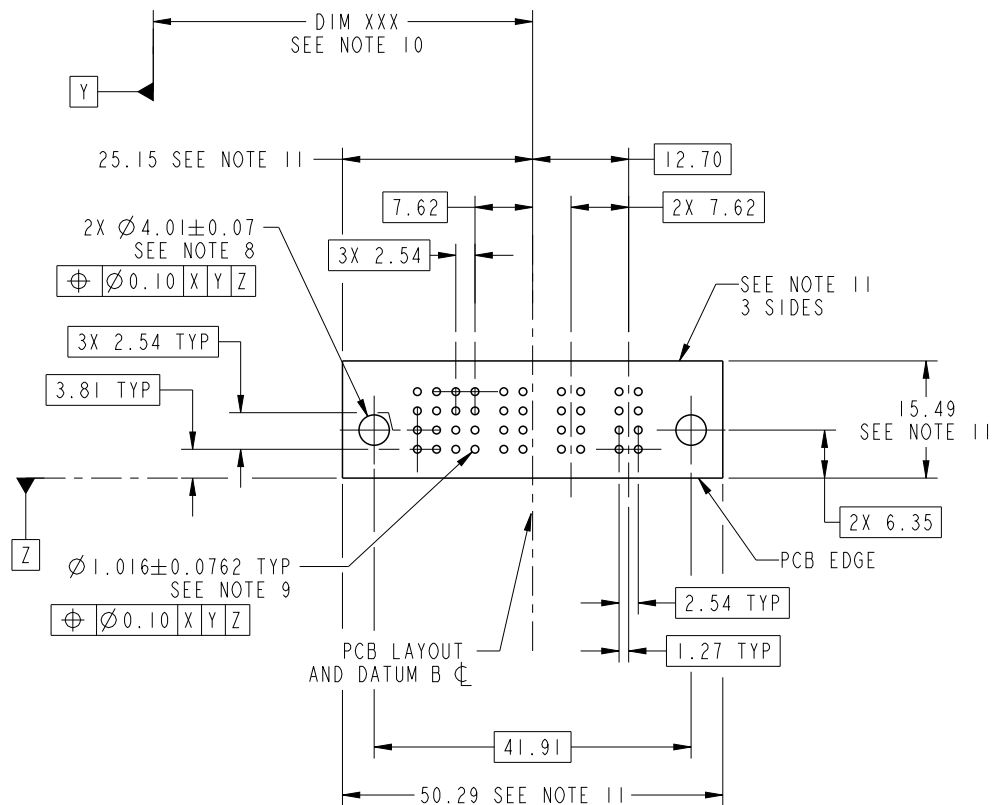 DIM XXX
SEE NOTE 10
Y
25.15 SEE NOTE 11
12.70
7.62
2X 7.62
2X Ø4.01±0.07
SEE NOTE 8
3X 2.54
⌖ Ø0.10 X Y Z
SEE NOTE 11
3 SIDES
3X 2.54 TYP
3.81 TYP
15.49
SEE NOTE 11
2X 6.35
Z
PCB EDGE
Ø1.016±0.0762 TYP
SEE NOTE 9
2.54 TYP
⌖ Ø0.10 X Y Z
PCB LAYOUT
AND DATUM B ℄
1.27 TYP
41.91
50.29 SEE NOTE 11